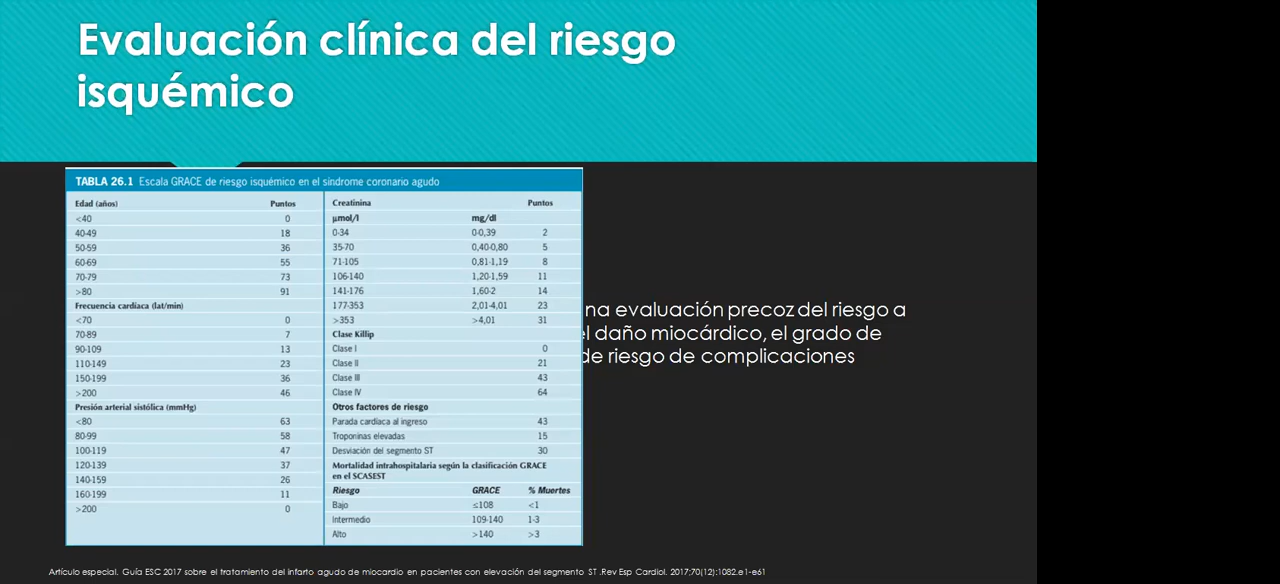 Evaluación clínica del riesgo
isquémico
TABLA 26.1 Escala GRACE de riesgo isquémico en el síndrome coronario agudo
Edad (años) Puntos
<40 0
40-49 18
50-59 36
60-69 55
70-79 73
>80 91
Frecuencia cardíaca (lat/min)
<70 0
70-89 7
90-109 13
110-149 23
150-199 36
>200 46
Presión arterial sistólica (mmHg)
<80 63
80-99 58
100-119 47
120-139 37
140-159 26
160-199 11
>200 0
Creatinina Puntos
μmol/l mg/dl
0-34 0-0,39 2
35-70 0,40-0,80 5
71-105 0,81-1,19 8
106-140 1,20-1,59 11
141-176 1,60-2 14
177-353 2,01-4,01 23
>353 >4,01 31
Clase Killip
Clase I 0
Clase II 21
Clase III 43
Clase IV 64
Otros factores de riesgo
Parada cardíaca al ingreso 43
Troponinas elevadas 15
Desviación del segmento ST 30
Mortalidad intrahospitalaria según la clasificación GRACE
en el SCASEST
Riesgo GRACE % Muertes
Bajo ≤108 <1
Intermedio 109-140 1-3
Alto >140 >3
na evaluación precoz del riesgo a
el daño miocárdico, el grado de
de riesgo de complicaciones
Artículo especial. Guía ESC 2017 sobre el tratamiento del infarto agudo de miocardio en pacientes con elevación del segmento ST .Rev Esp Cardiol. 2017;70(12):1082.e1-e61